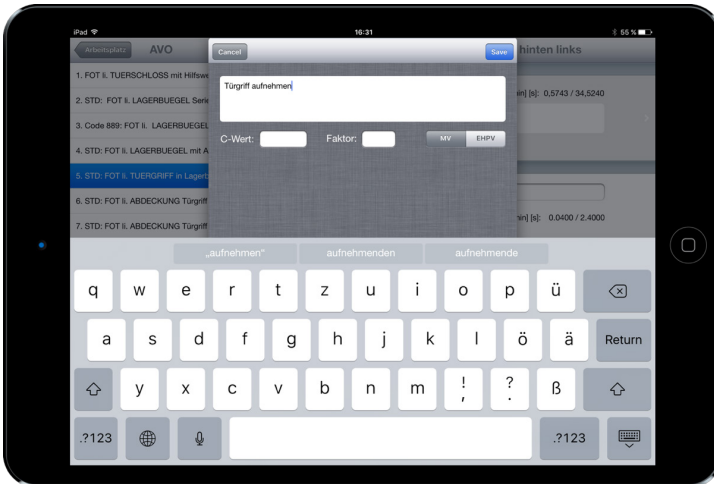 iPad 16:31 55 %
Arbeitsplatz AVO Cancel Save hinten links
1. FOT li. TUERSCHLOSS mit Hilfswe
Türgriff aufnehmen
in] [s]: 0,5743 / 34,5240
2. STD: FOT li. LAGERBUEGEL Serie
3. Code 889: FOT li. LAGERBUEGEL
C-Wert: Faktor: MV EHPV
4. STD: FOT li. LAGERBUEGEL mit A
5. STD: FOT li. TUERGRIFF in Lagerb
6. STD: FOT li. ABDECKUNG Türgriff
7. STD: FOT li. ABDECKUNG Türgriff
in] [s]: 0.0400 / 2.4000
„aufnehmen“ aufnehmenden aufnehmende
q w e r t z u i o p ü
a s d f g h j k l ö ä Return
y x c v b n m ! , ? . ß
.?123 .?123